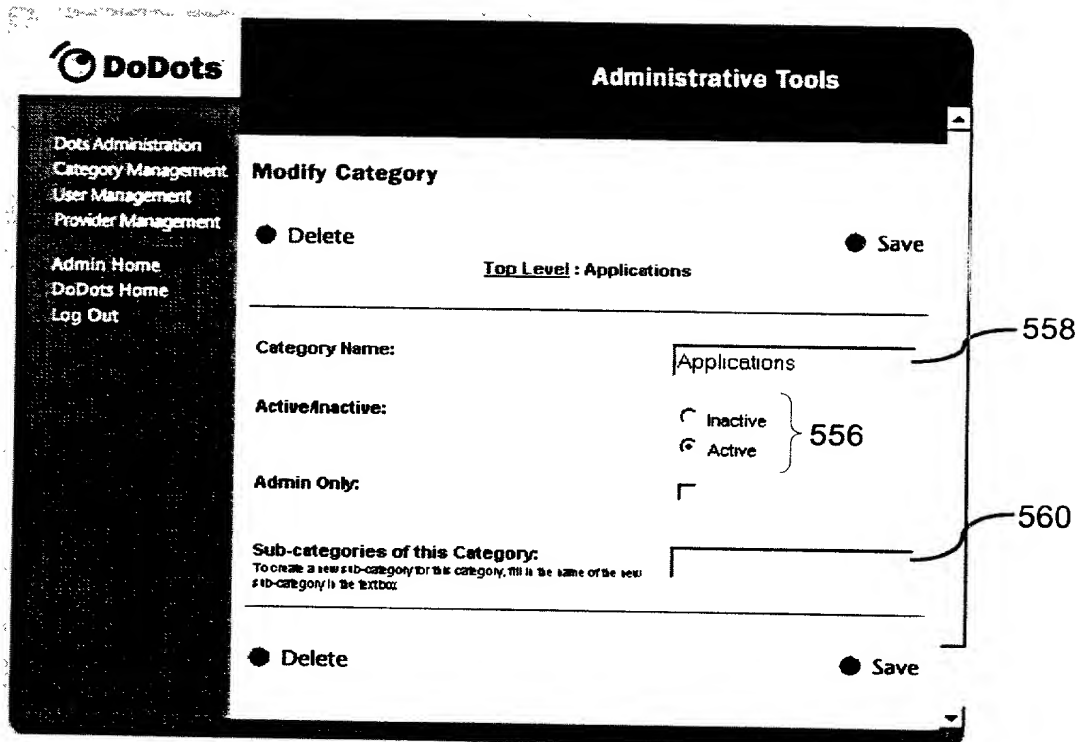 DoDots
Administrative Tools
Dots Administration
Category Management
User Management
Provider Management
Admin Home
DoDots Home
Log Out
Modify Category
Delete
Save
Top Level : Applications
Category Name:
Applications
558
Active/Inactive:
Inactive
Active
556
Admin Only:
560
Sub-categories of this Category:
To create a new sub-category for this category, fill in the name of the new
sub-category in the textbox
Delete
Save